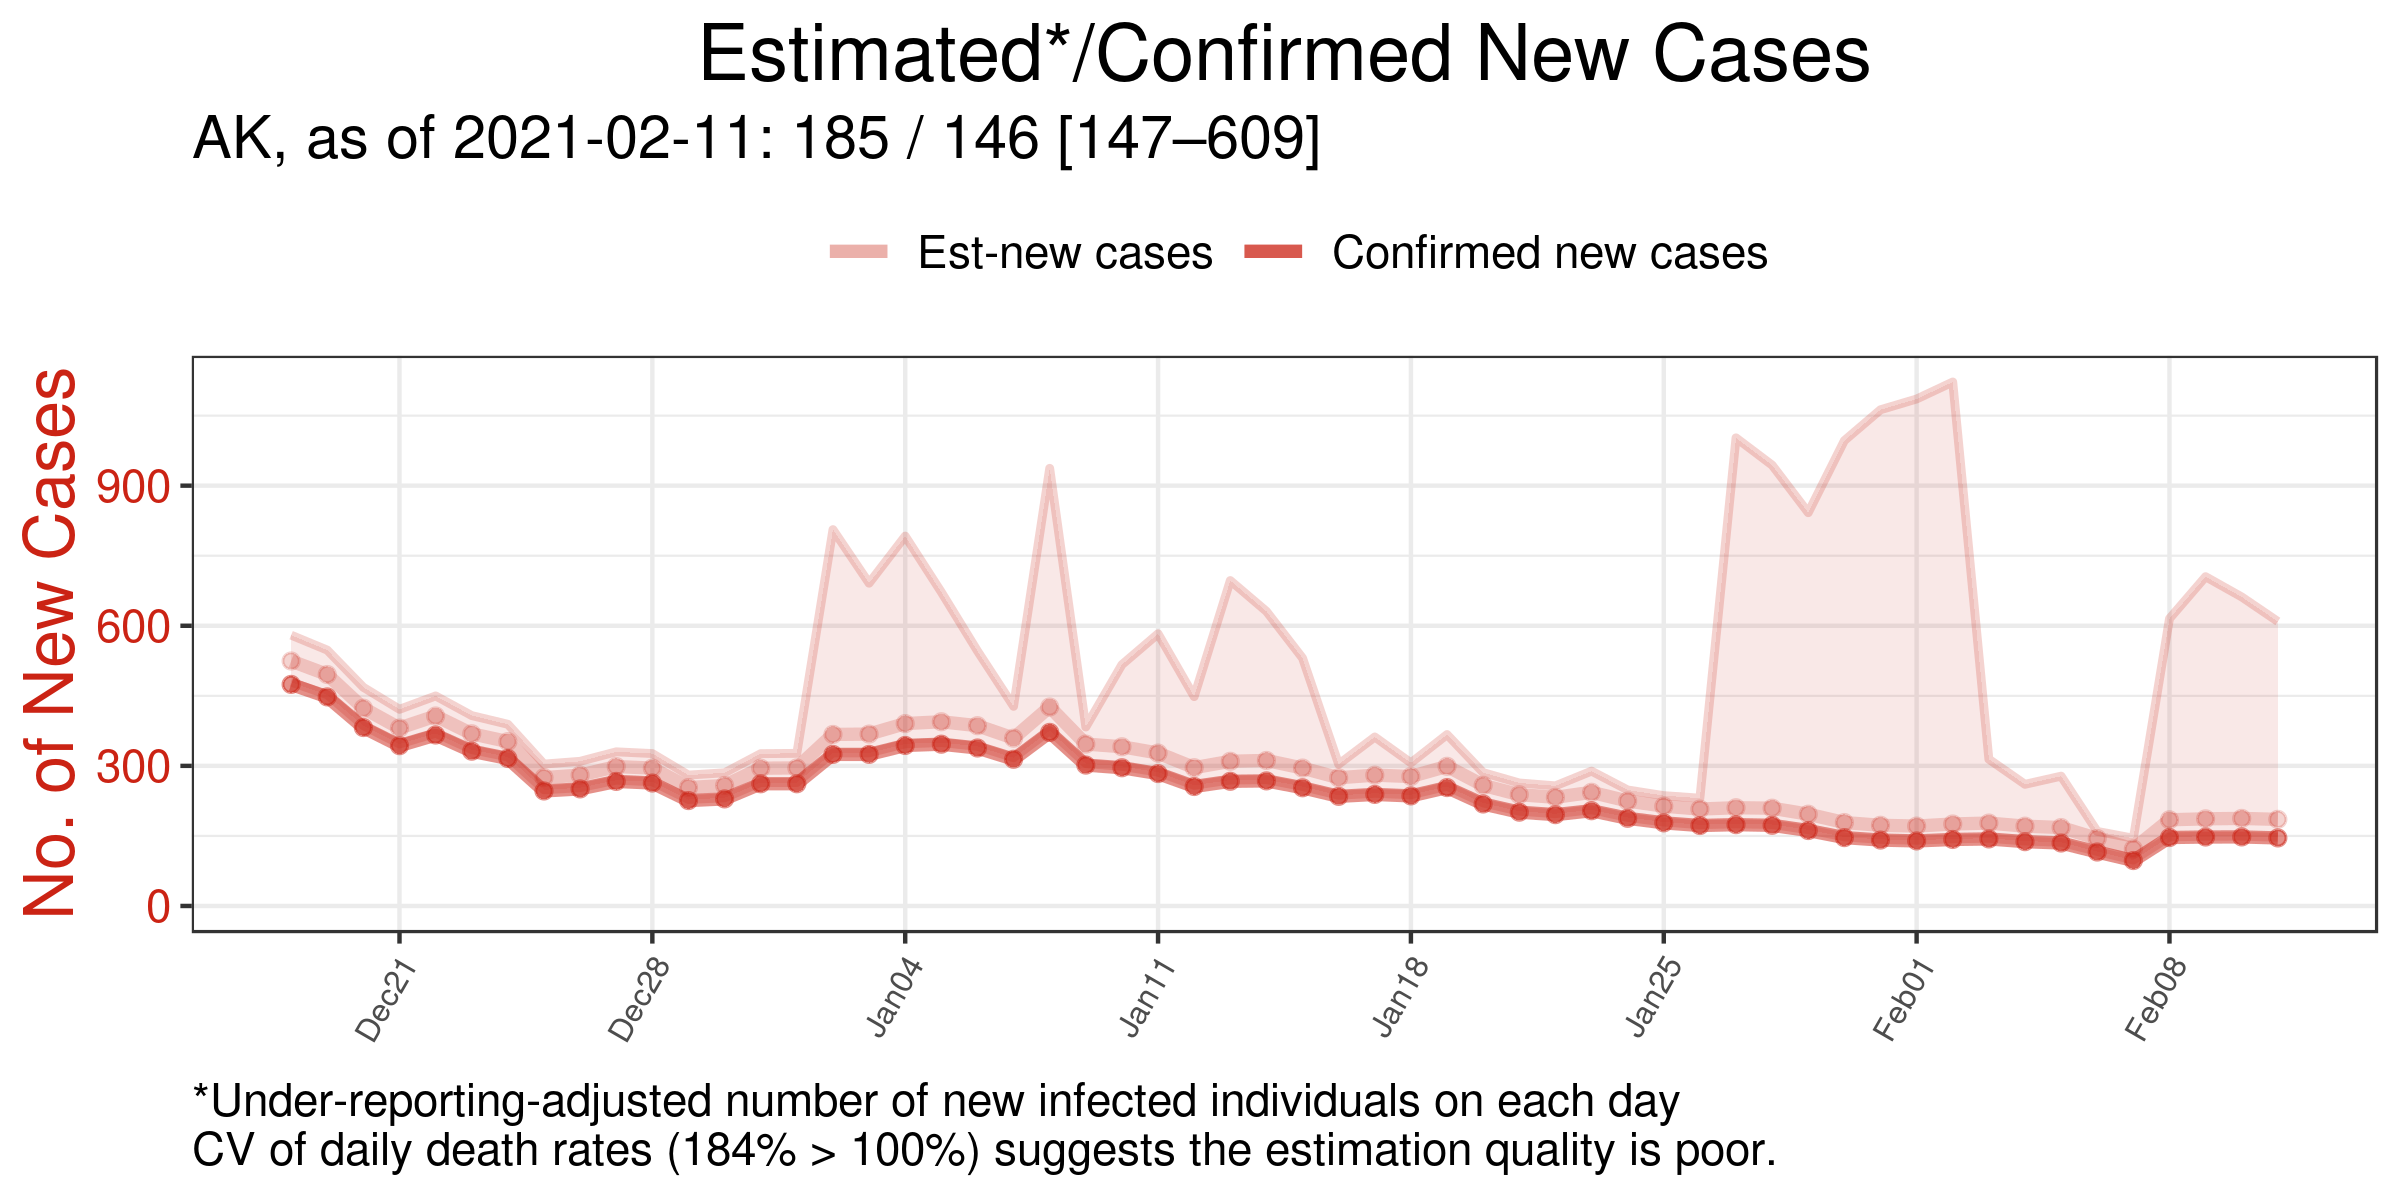 Estimated*/Confirmed New Cases
AK, as of 2021-02-11: 185 / 146 [147–609]
Est-new cases
Confirmed new cases
No. of New Cases
900
600
300
0
Dec21
Dec28
Jan04
Jan11
Jan18
Jan25
Feb01
Feb08
*Under-reporting-adjusted number of new infected individuals on each day
CV of daily death rates (184% > 100%) suggests the estimation quality is poor.